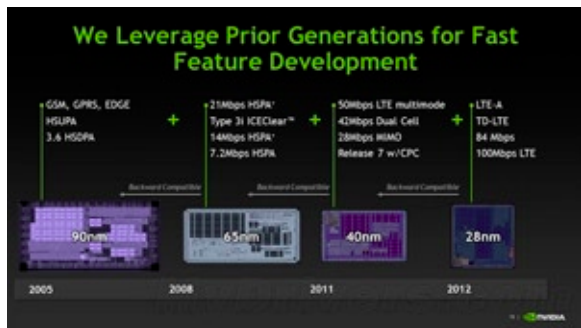 We Leverage Prior Generations for Fast
Feature Development
GSM, GPRS, EDGE
HSUPA
3.6 HSDPA
+
21Mbps HSPA+
Type 3i ICEClear™
14Mbps HSPA+
7.2Mbps HSPA
+
50Mbps LTE multimode
42Mbps Dual Cell
28Mbps MIMO
Release 7 w/CPC
+
LTE-A
TD-LTE
84 Mbps
100Mbps LTE
Backward Compatible
Backward Compatible
Backward Compatible
90nm
65nm
40nm
28nm
2005
2008
2011
2012
NVIDIA